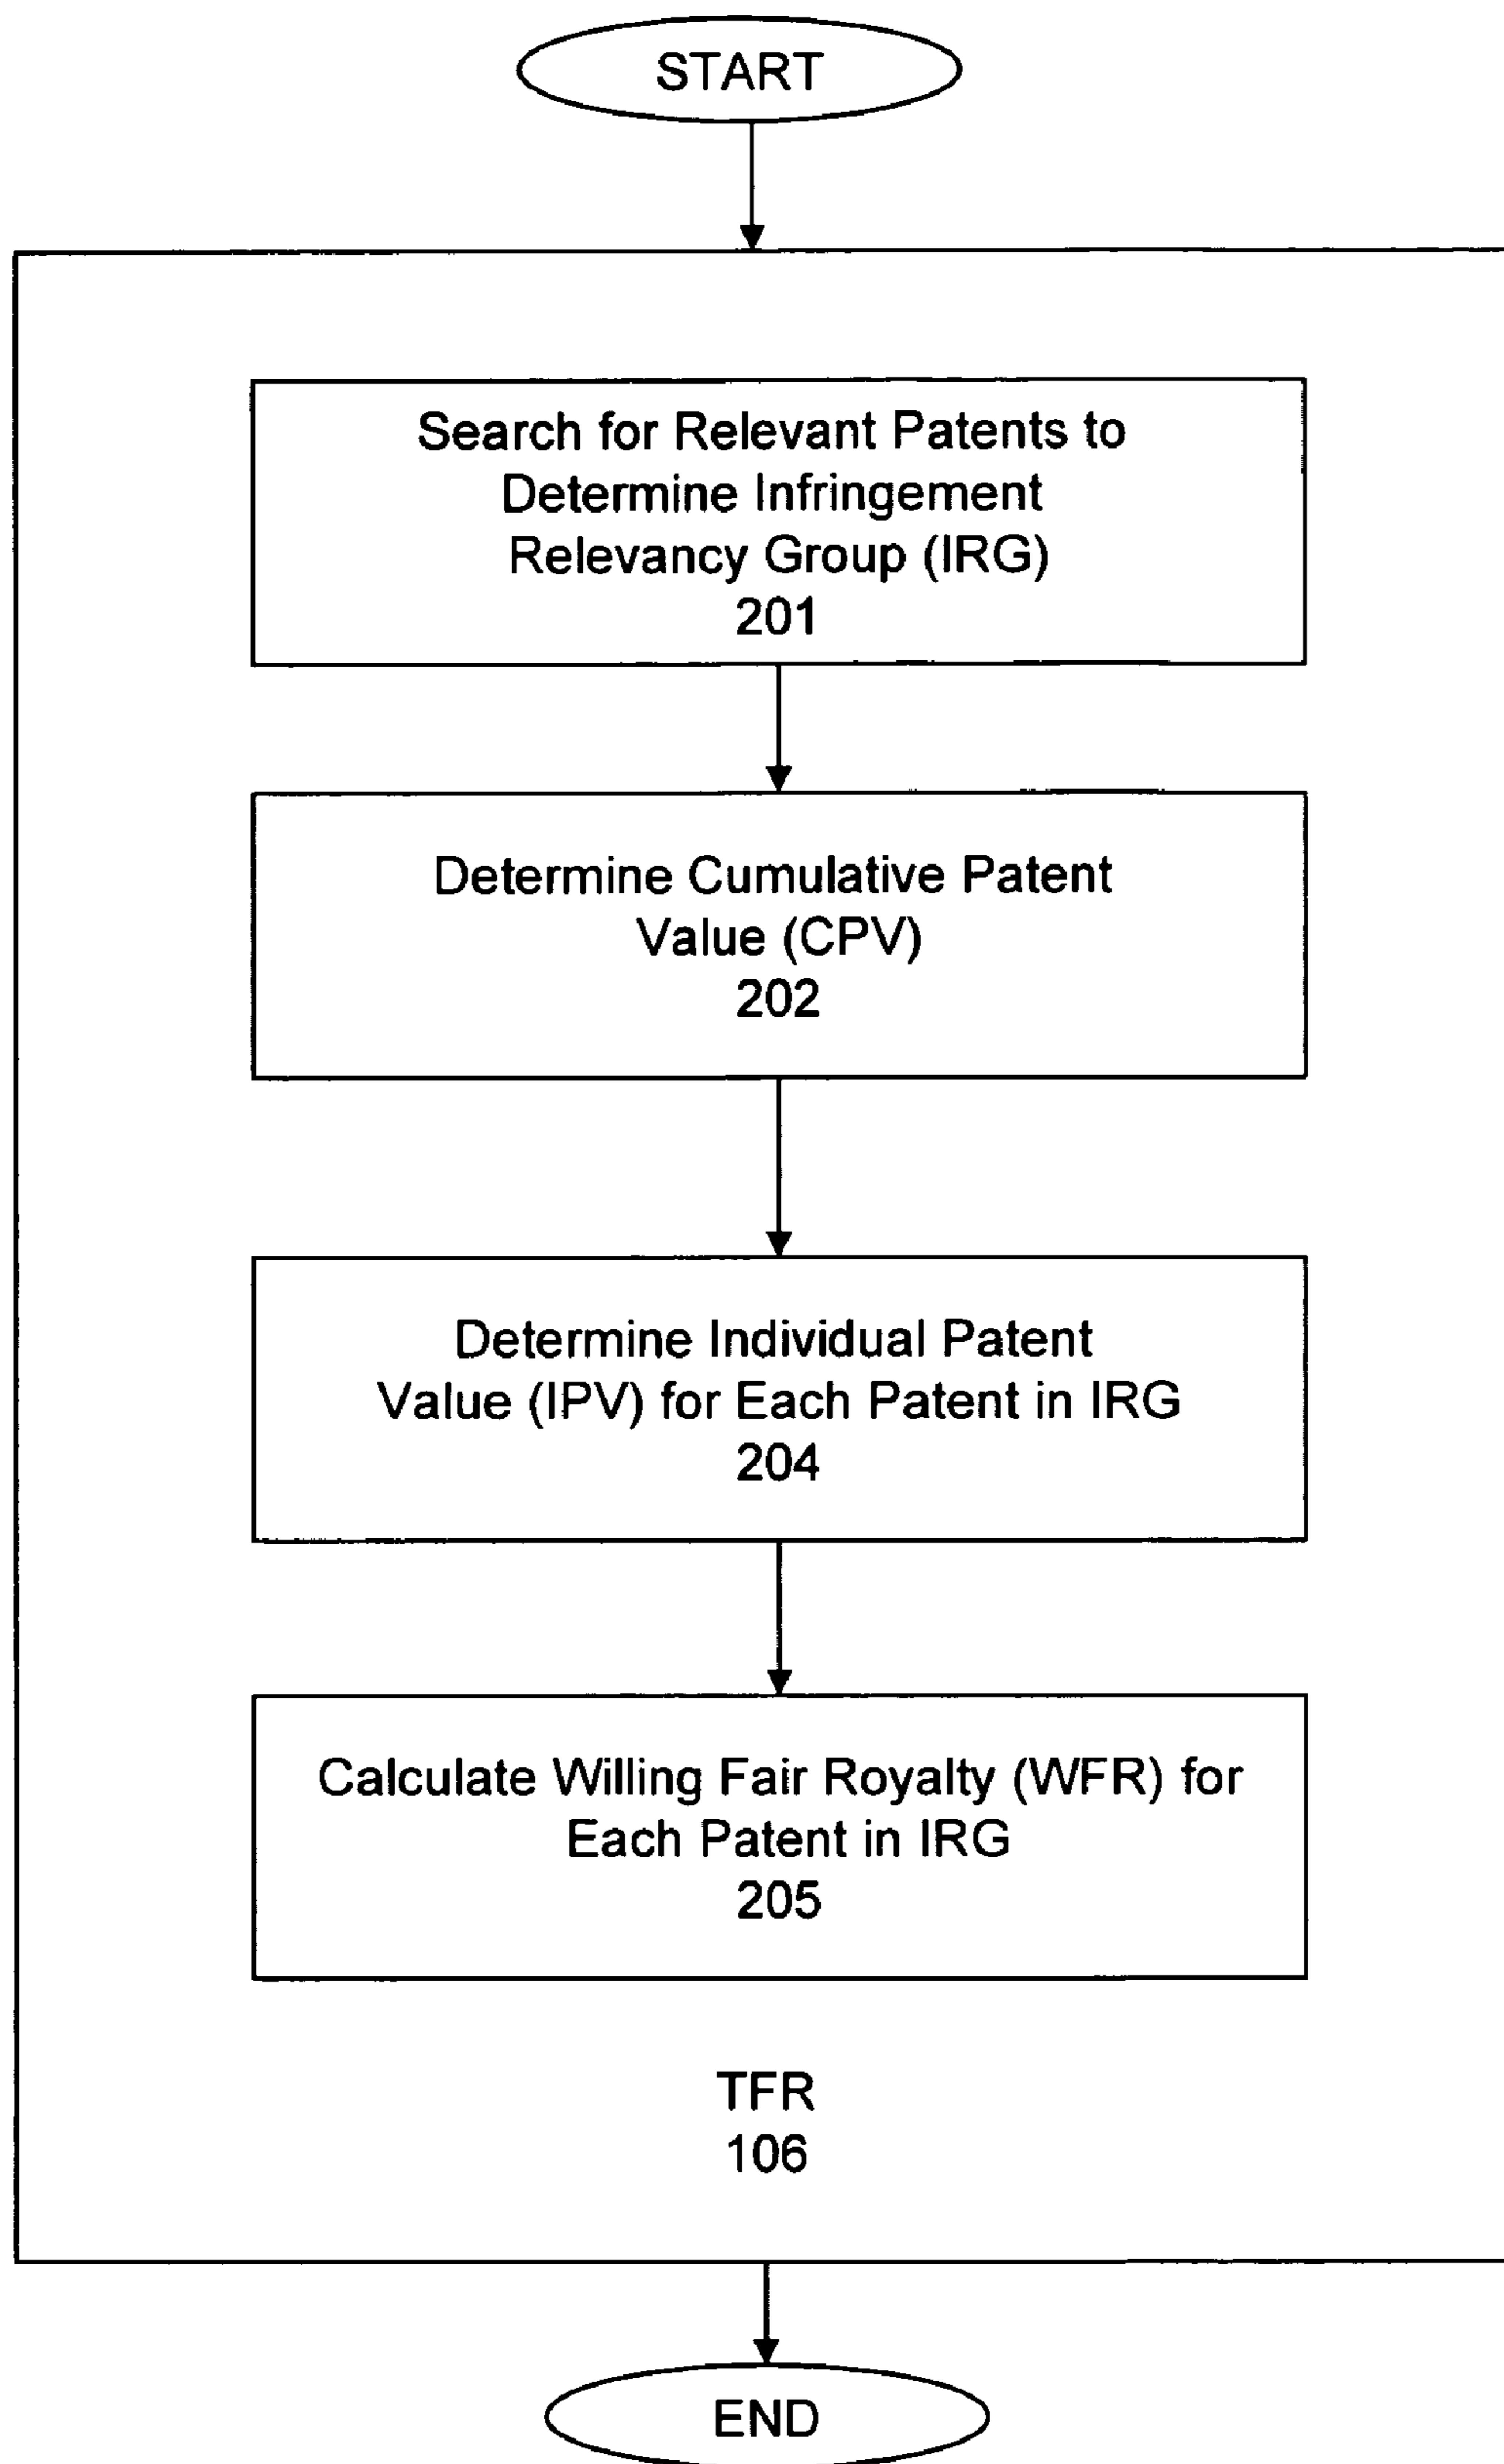 START
Search for Relevant Patents to
Determine Infringement
Relevancy Group (IRG)
201
Determine Cumulative Patent
Value (CPV)
202
Determine Individual Patent
Value (IPV) for Each Patent in IRG
204
Calculate Willing Fair Royalty (WFR) for
Each Patent in IRG
205
TFR
106
END